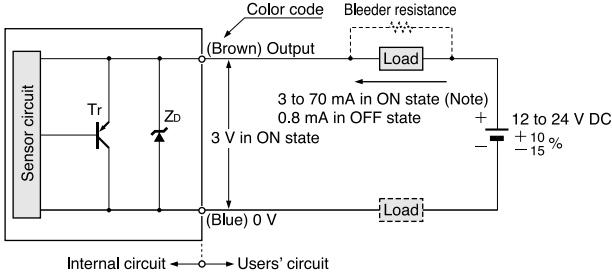 Color code
Bleeder resistance
(Brown) Output
Load
Sensor circuit
Tr
ZD
3 V in ON state
3 to 70 mA in ON state (Note)
0.8 mA in OFF state
+
−
12 to 24 V DC
+ 10
− 15 %
(Blue) 0 V
Load
Internal circuit
Users' circuit